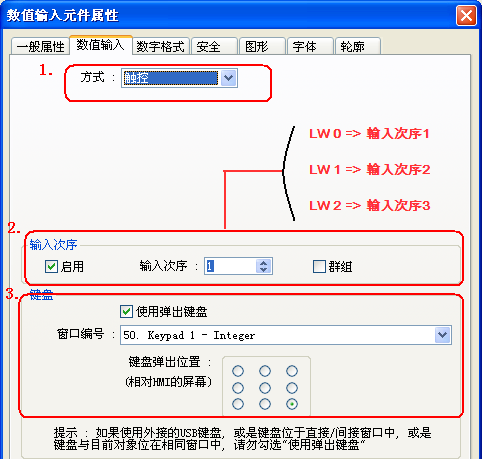 数值输入元件属性
一般属性 数值输入 数字格式 安全 图形 字体 轮廓
1. 方式 : 触控
LW 0 => 输入次序1
LW 1 => 输入次序2
LW 2 => 输入次序3
2.
输入次序
启用 输入次序 : 1 群组
3. 键盘
使用弹出键盘
窗口编号 : 50. Keypad 1 - Integer
键盘弹出位置 :
(相对HMI的屏幕)
提示 : 如果使用外接的USB键盘, 或是键盘位于直接/间接窗口中, 或是
键盘与目前对象位在相同窗口中, 请勿勾选“使用弹出键盘”